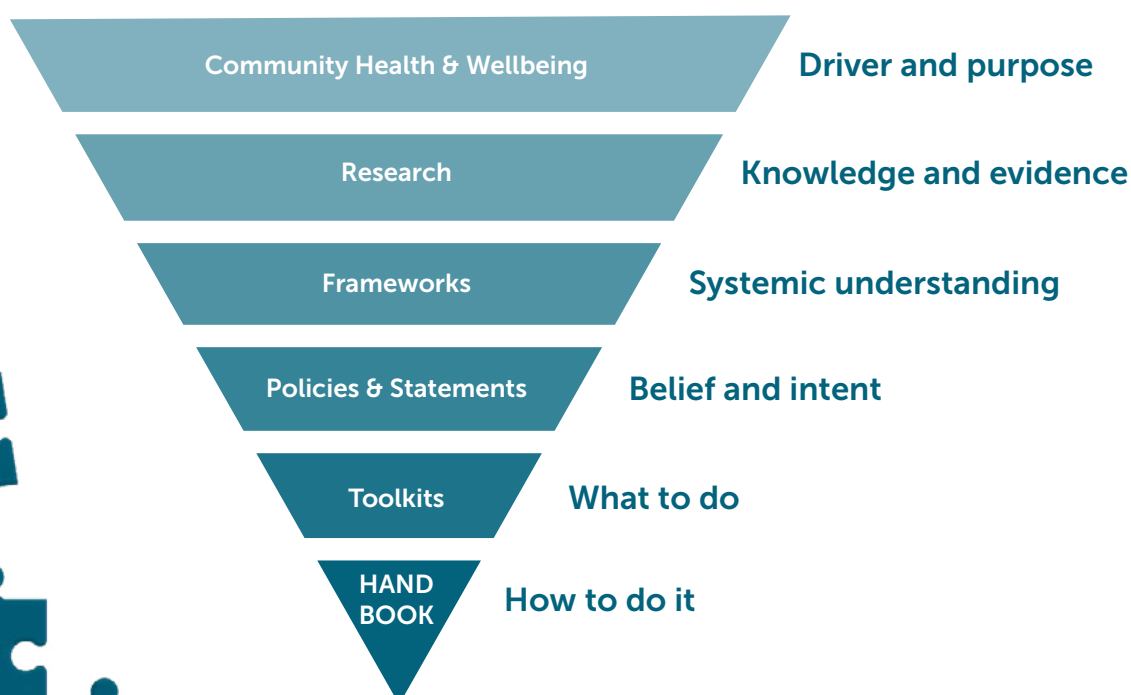 Community Health & Wellbeing
Driver and purpose
Research
Knowledge and evidence
Frameworks
Systemic understanding
Policies & Statements
Belief and intent
Toolkits
What to do
HAND
BOOK
How to do it